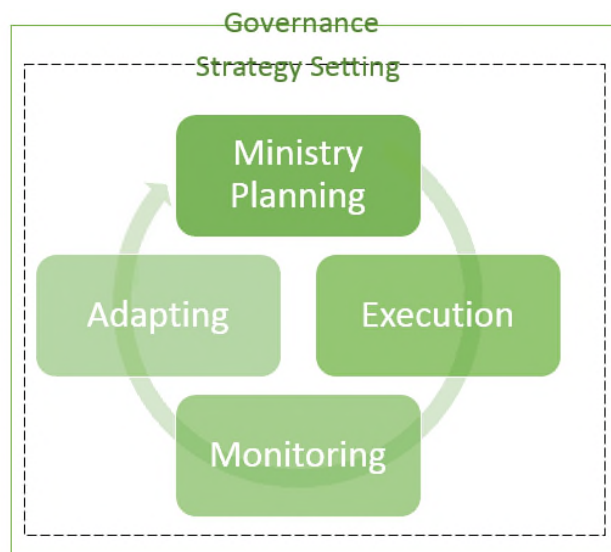 Governance
Strategy Setting
Ministry
Planning
Adapting
Execution
Monitoring